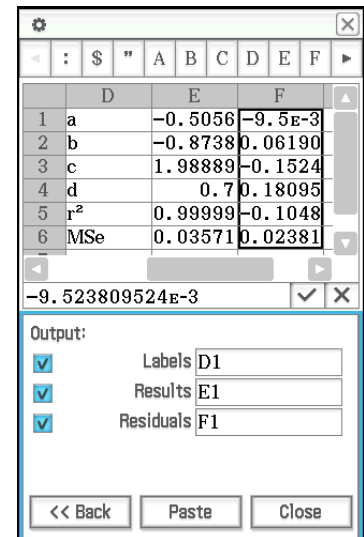 : $ " A B C D E F
D E F
1 a -0.5056 -9.5ᴇ-3
2 b -0.8738 0.06190
3 c 1.98889 -0.1524
4 d 0.7 0.18095
5 r² 0.99999 -0.1048
6 MSe 0.03571 0.02381
-9.523809524ᴇ-3
Output:
Labels D1
Results E1
Residuals F1
<< Back Paste Close